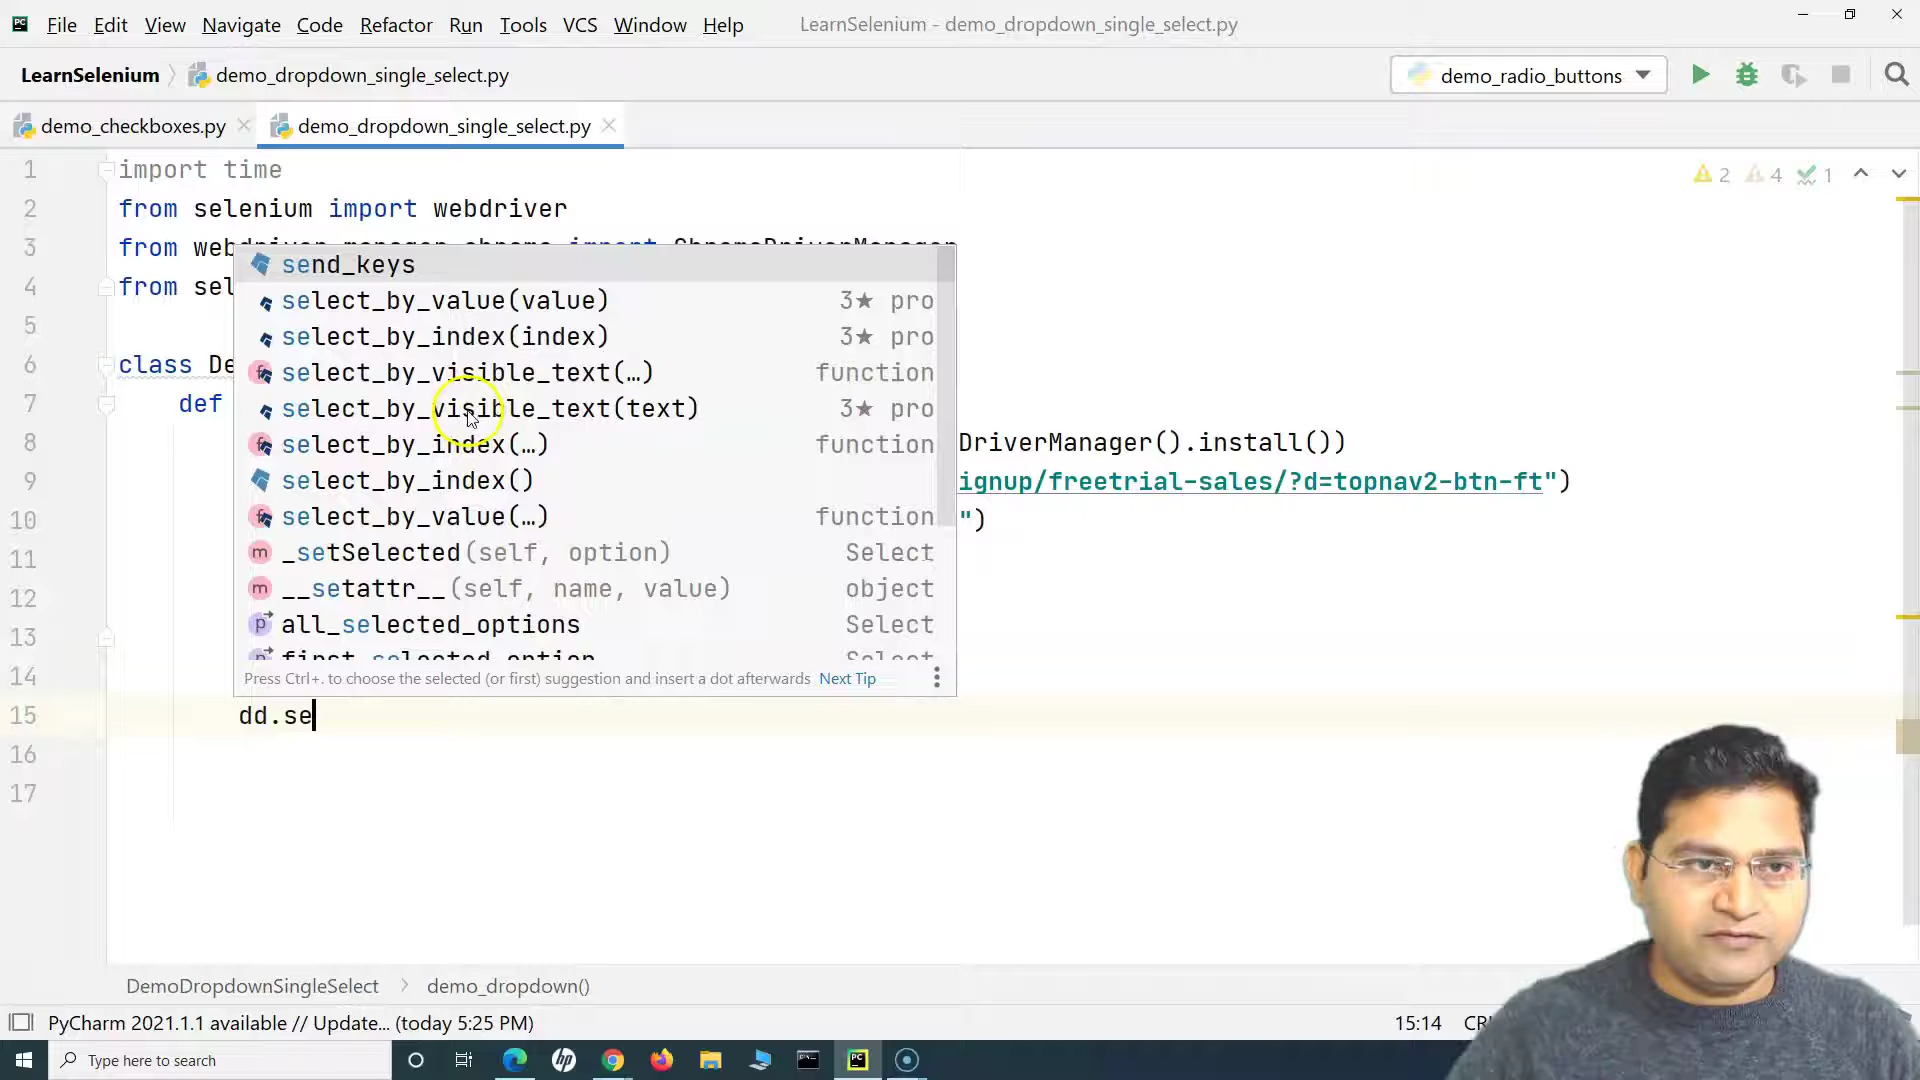 File Edit View Navigate Code Refactor Run Tools VCS Window Help LearnSelenium - demo_dropdown_single_select.py
LearnSelenium demo_dropdown_single_select.py demo_radio_buttons
demo_checkboxes.py demo_dropdown_single_select.py
1 import time 2 4 1
2 from selenium import webdriver
3 from webdriver_manager.chrome import ChromeDriverManager
4 from sel
5
6 class De
7 def
8 DriverManager().install())
9 ignup/freetrial-sales/?d=topnav2-btn-ft")
10 ")
11
12
13
14
15 dd.se
16
17
send_keys
select_by_value(value) 3★ pro
select_by_index(index) 3★ pro
select_by_visible_text(…) function
select_by_visible_text(text) 3★ pro
select_by_index(…) function
select_by_index()
select_by_value(…) function
_setSelected(self, option) Select
__setattr__(self, name, value) object
all_selected_options Select
first_selected_option Select
Press Ctrl+. to choose the selected (or first) suggestion and insert a dot afterwards Next Tip
DemoDropdownSingleSelect demo_dropdown()
PyCharm 2021.1.1 available // Update... (today 5:25 PM) 15:14
Type here to search